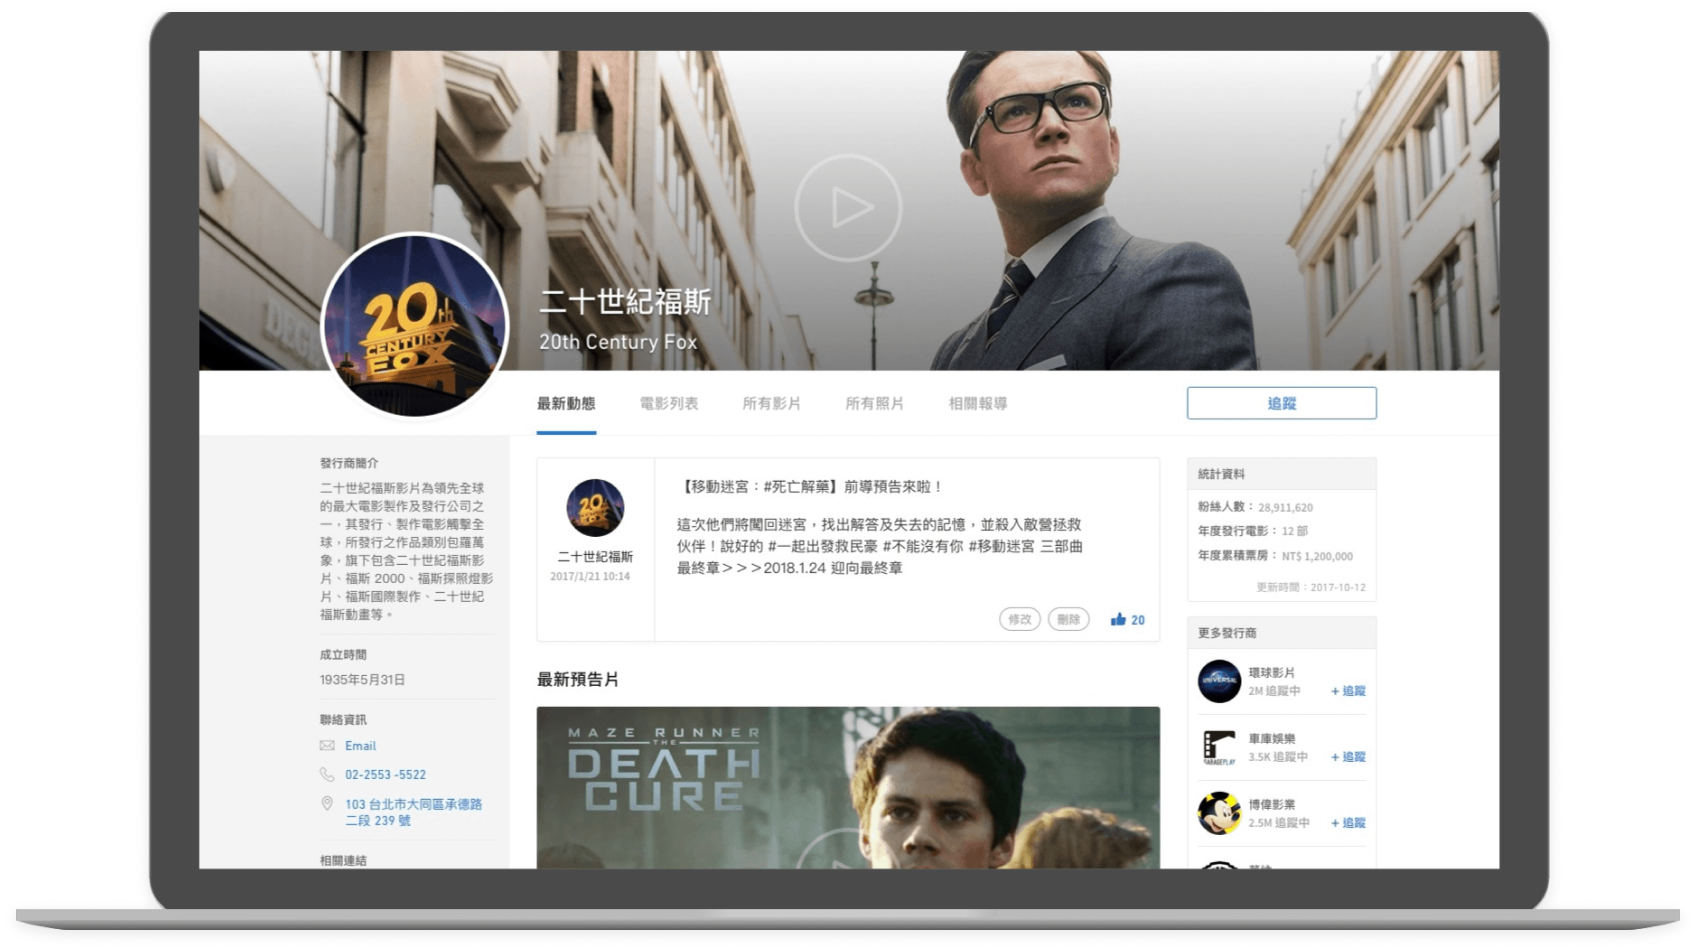 DEGE
20th
CENTURY
FOX
二十世紀福斯
20th Century Fox
最新動態 電影列表 所有影片 所有照片 相關報導
追蹤
發行商簡介
二十世紀福斯影片為領先全球
的最大電影製作及發行公司之
一，其發行、製作電影觸擊全
球，所發行之作品類別包羅萬
象，旗下包含二十世紀福斯影
片、福斯 2000、福斯探照燈影
片、福斯國際製作、二十世紀
福斯動畫等。
成立時間
1935年5月31日
聯絡資訊
Email
02-2553 -5522
103 台北市大同區承德路
二段 239 號
相關連結
20th
CENTURY
FOX
二十世紀福斯
2017/1/21 10:14
【移動迷宮：#死亡解藥】前導預告來啦！
這次他們將闖回迷宮，找出解答及失去的記憶，並殺入敵營拯救
伙伴！說好的 #一起出發救民豪 #不能沒有你 #移動迷宮 三部曲
最終章＞＞＞2018.1.24 迎向最終章
修改 刪除 20
最新預告片
MAZE RUNNER
THE
DEATH
CURE
統計資料
粉絲人數： 28,911,620
年度發行電影： 12 部
年度累積票房： NT$ 1,200,000
更新時間：2017-10-12
更多發行商
UNIVERSAL
環球影片
2M 追蹤中 + 追蹤
GARAGEPLAY
車庫娛樂
3.5K 追蹤中 + 追蹤
博偉影業
2.5M 追蹤中 + 追蹤